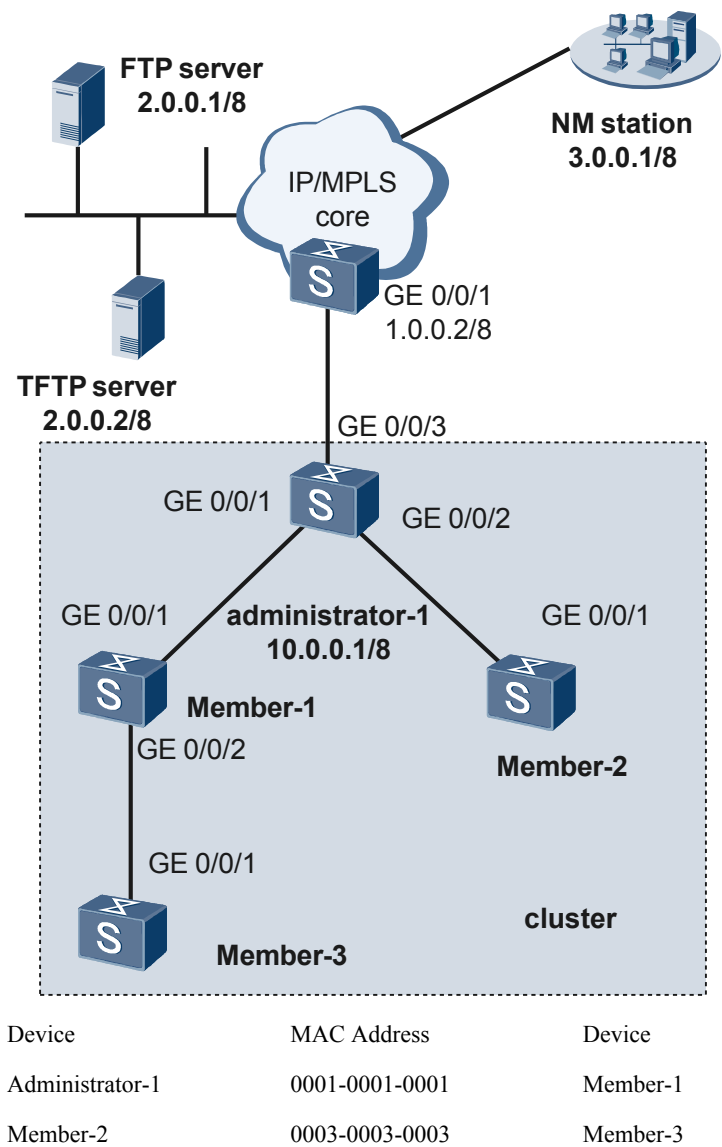 FTP server
2.0.0.1/8
NM station
3.0.0.1/8
IP/MPLS
core
S
GE 0/0/1
1.0.0.2/8
TFTP server
2.0.0.2/8
GE 0/0/3
S
GE 0/0/1
GE 0/0/2
GE 0/0/1
administrator-1
10.0.0.1/8
GE 0/0/1
S
Member-1
S
GE 0/0/2
Member-2
GE 0/0/1
S
Member-3
cluster
Device MAC Address Device
Administrator-1 0001-0001-0001 Member-1
Member-2 0003-0003-0003 Member-3